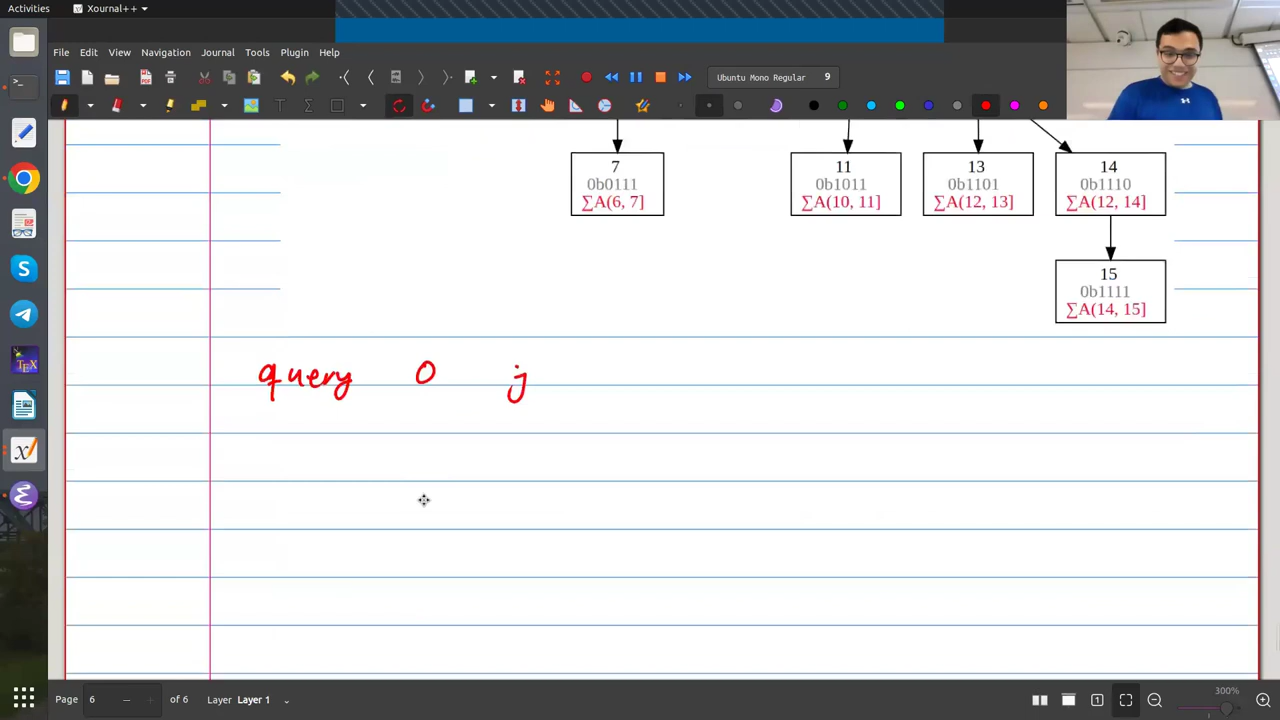 Activities
Xournal++
File Edit View Navigation Journal Tools Plugin Help
Ubuntu Mono Regular 9
7
0b0111
∑A(6, 7]
11
0b1011
∑A(10, 11]
13
0b1101
∑A(12, 13]
14
0b1110
∑A(12, 14]
15
0b1111
∑A(14, 15]
query 0 j
Page 6 of 6 Layer Layer 1
300%